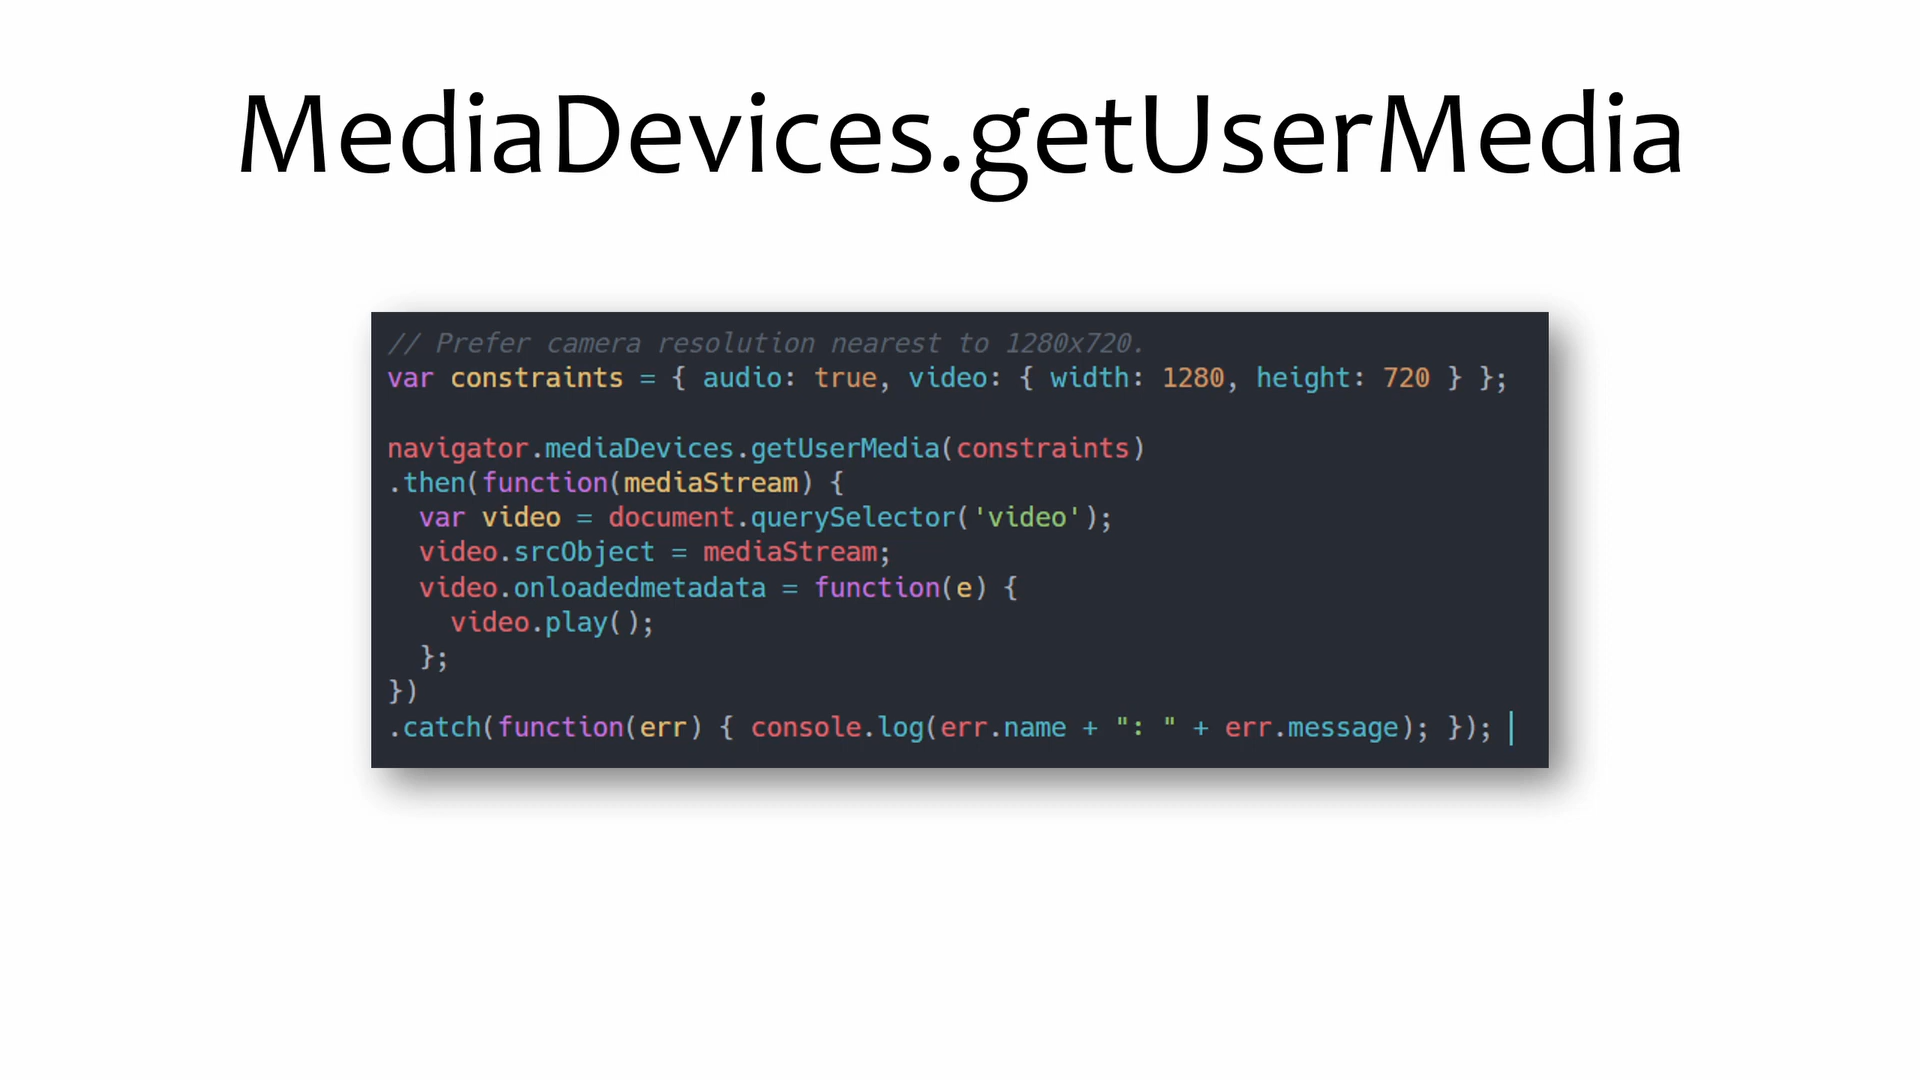 MediaDevices.getUserMedia
// Prefer camera resolution nearest to 1280x720.
var constraints = { audio: true, video: { width: 1280, height: 720 } };
navigator.mediaDevices.getUserMedia(constraints)
.then(function(mediaStream) {
  var video = document.querySelector('video');
  video.srcObject = mediaStream;
  video.onloadedmetadata = function(e) {
    video.play();
  };
})
.catch(function(err) { console.log(err.name + ": " + err.message); });